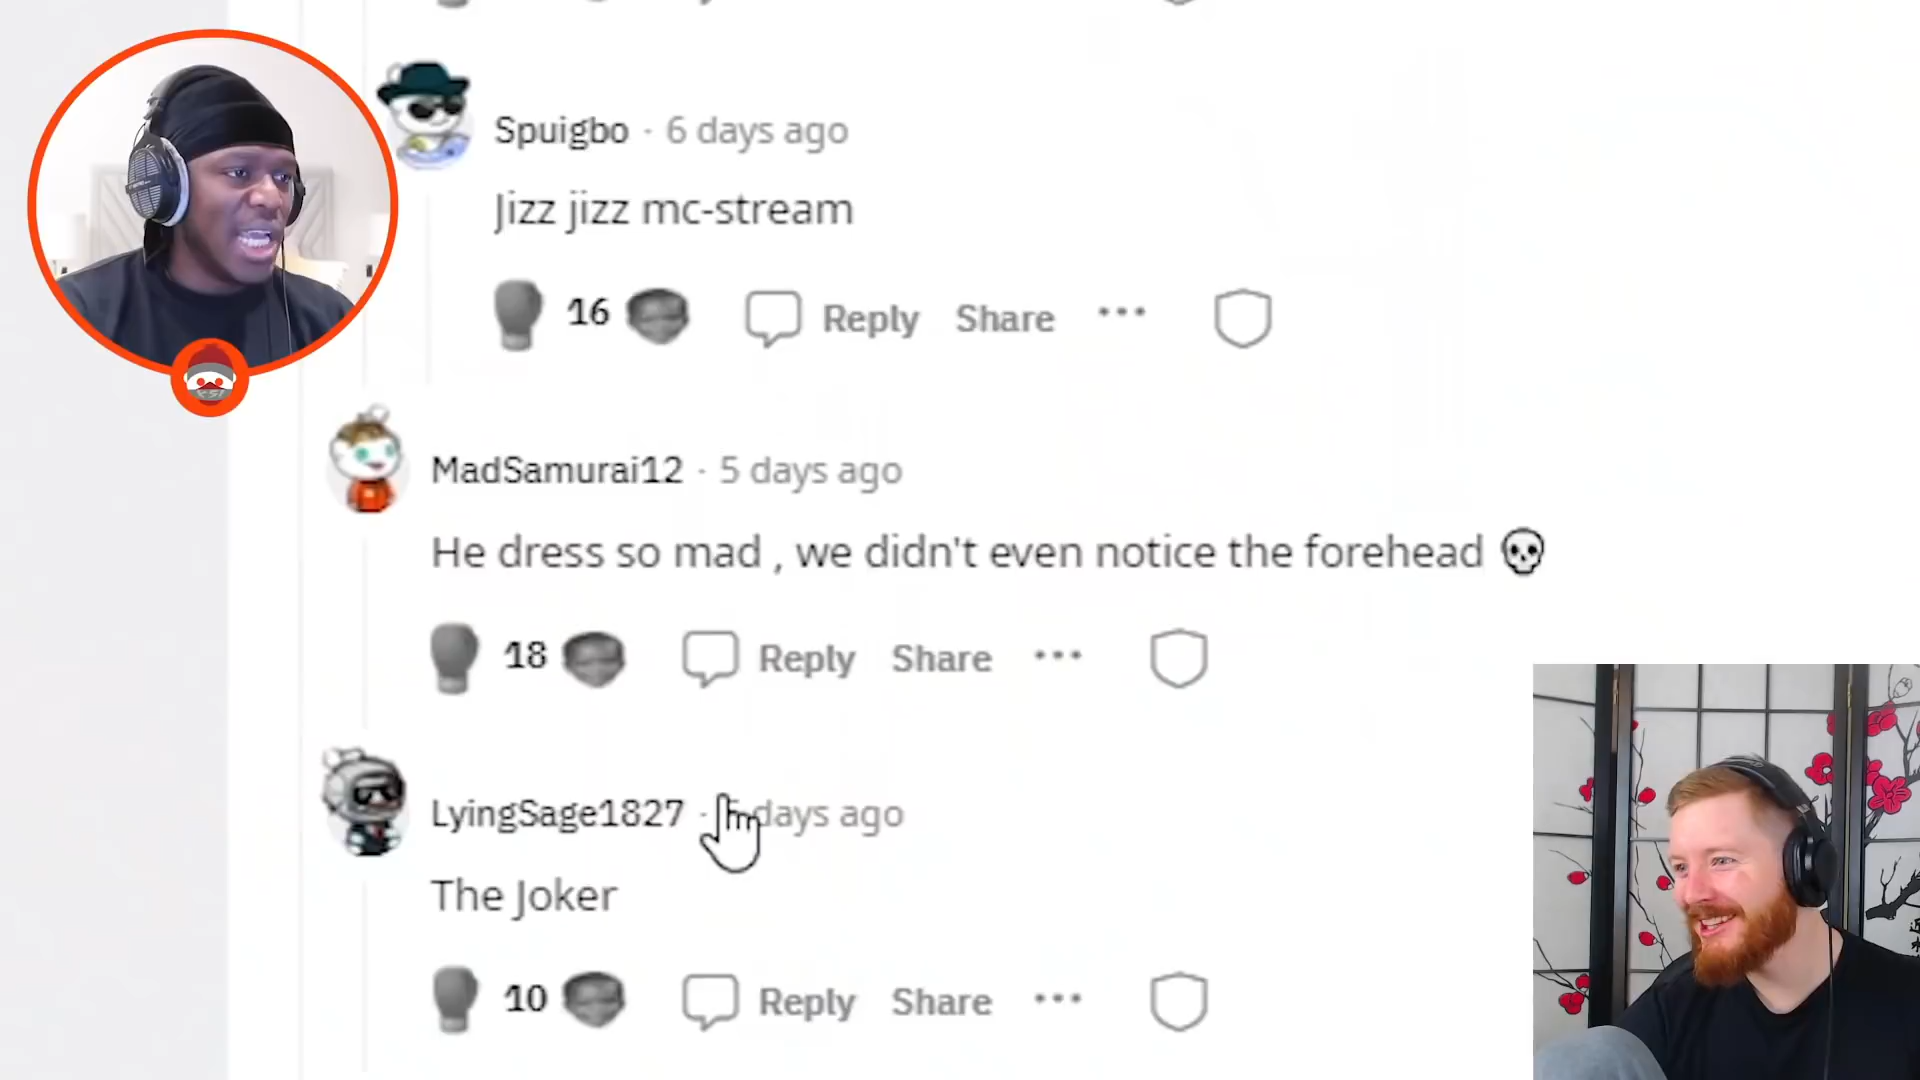 Spuigbo · 6 days ago
Jizz jizz mc-stream
16 Reply Share ···
MadSamurai12 · 5 days ago
He dress so mad , we didn't even notice the forehead 💀
18 Reply Share ···
LyingSage1827 · 5 days ago
The Joker
10 Reply Share ···